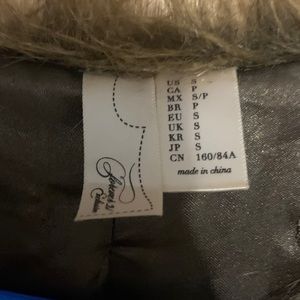 US S
CA P
MX S/P
BR P
EU S
UK S
KR S
JP S
CN 160/84A
made in china